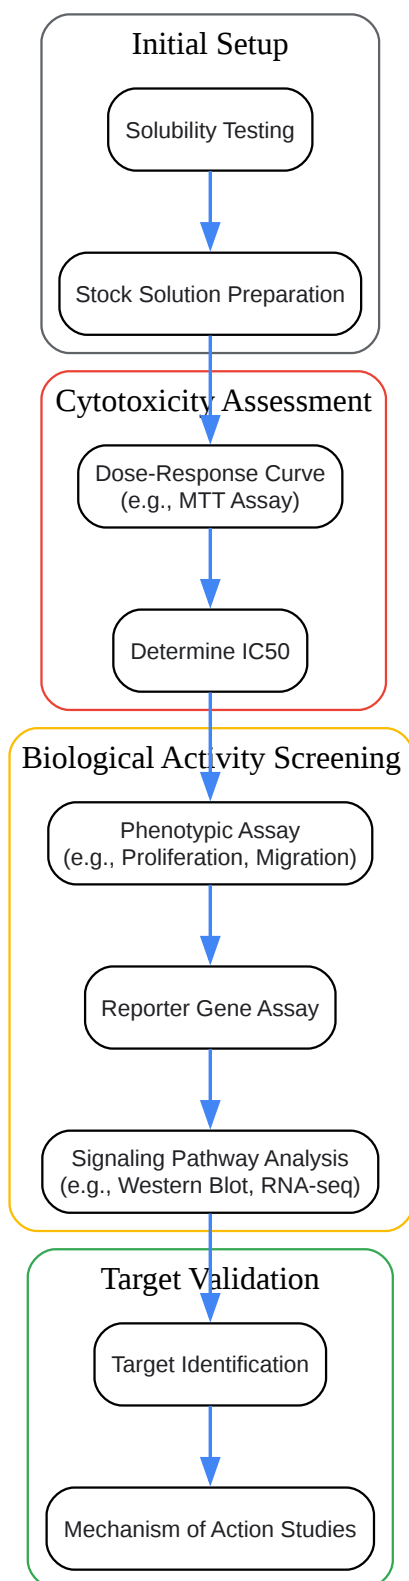 Initial Setup
Solubility Testing
Stock Solution Preparation
Cytotoxicity Assessment
Dose-Response Curve
(e.g., MTT Assay)
Determine IC50
Biological Activity Screening
Phenotypic Assay
(e.g., Proliferation, Migration)
Reporter Gene Assay
Signaling Pathway Analysis
(e.g., Western Blot, RNA-seq)
Target Validation
Target Identification
Mechanism of Action Studies